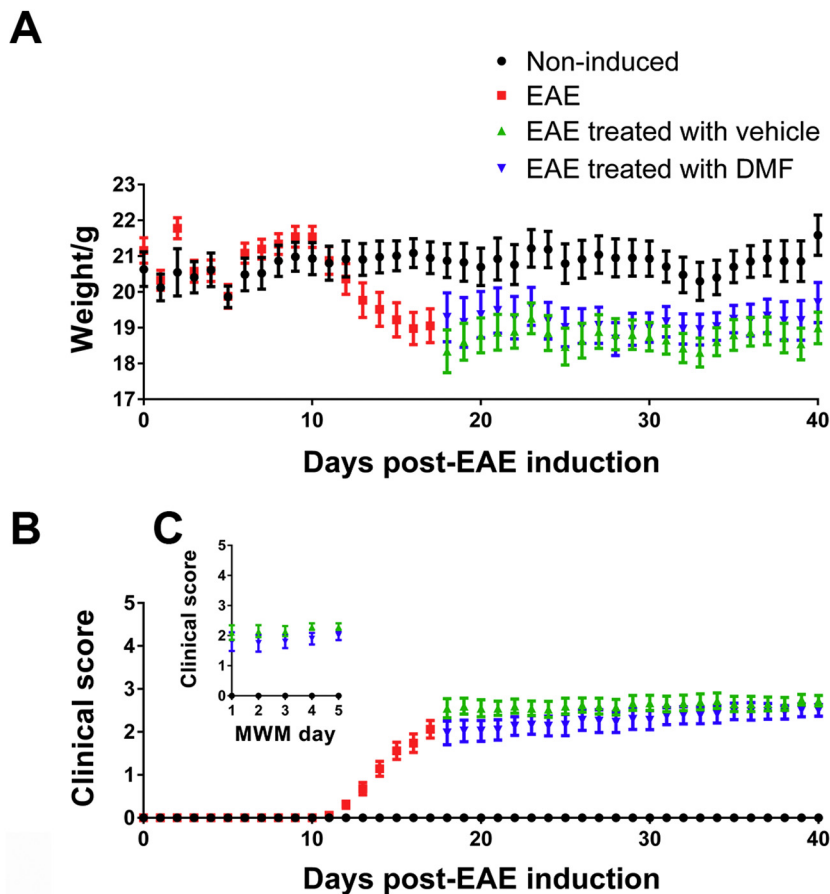 A
Non-induced
EAE
EAE treated with vehicle
EAE treated with DMF
Weight/g
23
22
21
20
19
18
17
0 10 20 30 40
Days post-EAE induction
B
C
Clinical score
5
4
3
2
1
0
1 2 3 4 5
MWM day
Clinical score
5
4
3
2
1
0
0 10 20 30 40
Days post-EAE induction